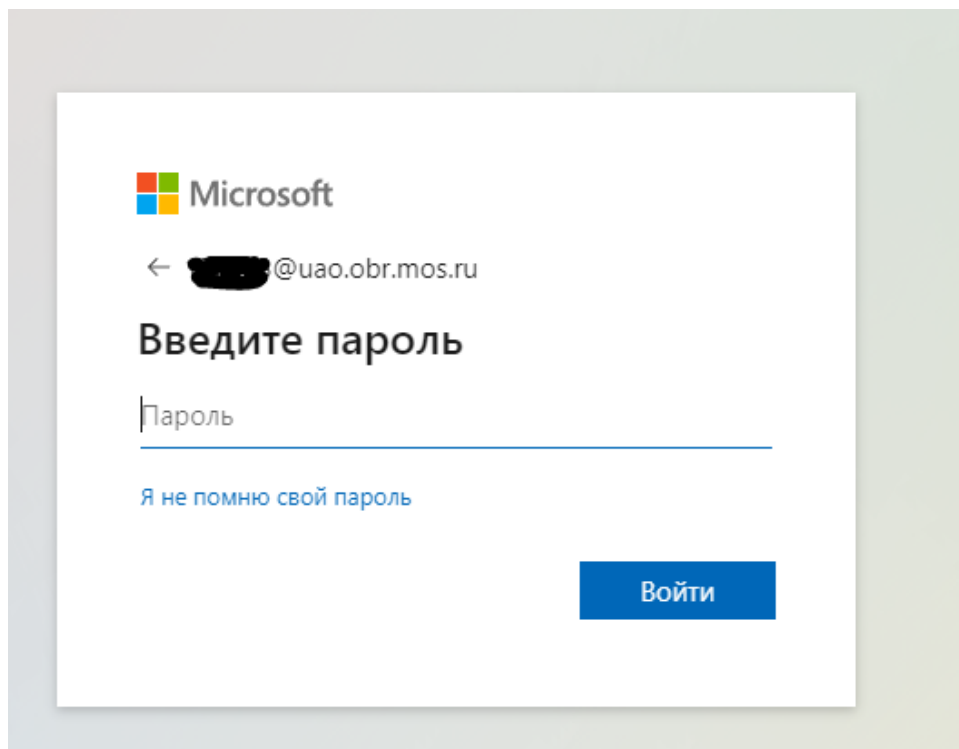 Microsoft
@uao.obr.mos.ru
Введите пароль
Пароль
Я не помню свой пароль
Войти